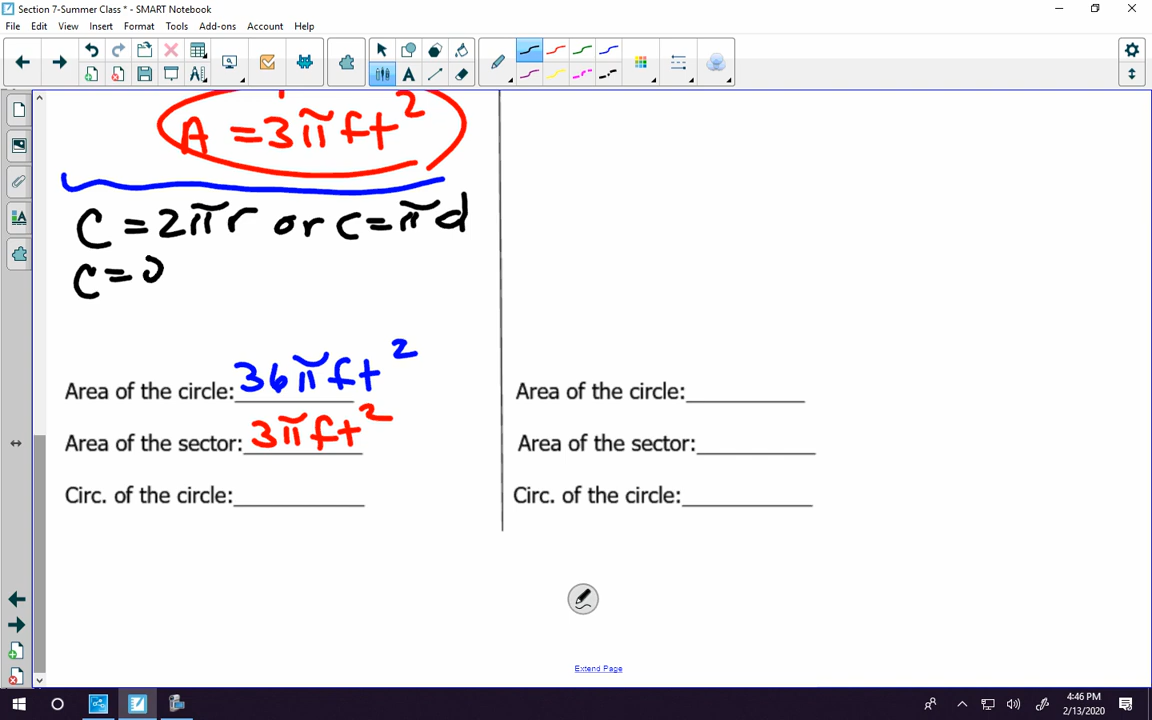 Section 7-Summer Class * - SMART Notebook
File Edit View Insert Format Tools Add-ons Account Help
A = 3π ft²
C = 2πr or C = πd
C =
Area of the circle: 36π ft²
Area of the sector: 3π ft²
Circ. of the circle:
Area of the circle:
Area of the sector:
Circ. of the circle:
Extend Page
4:46 PM
2/13/2020